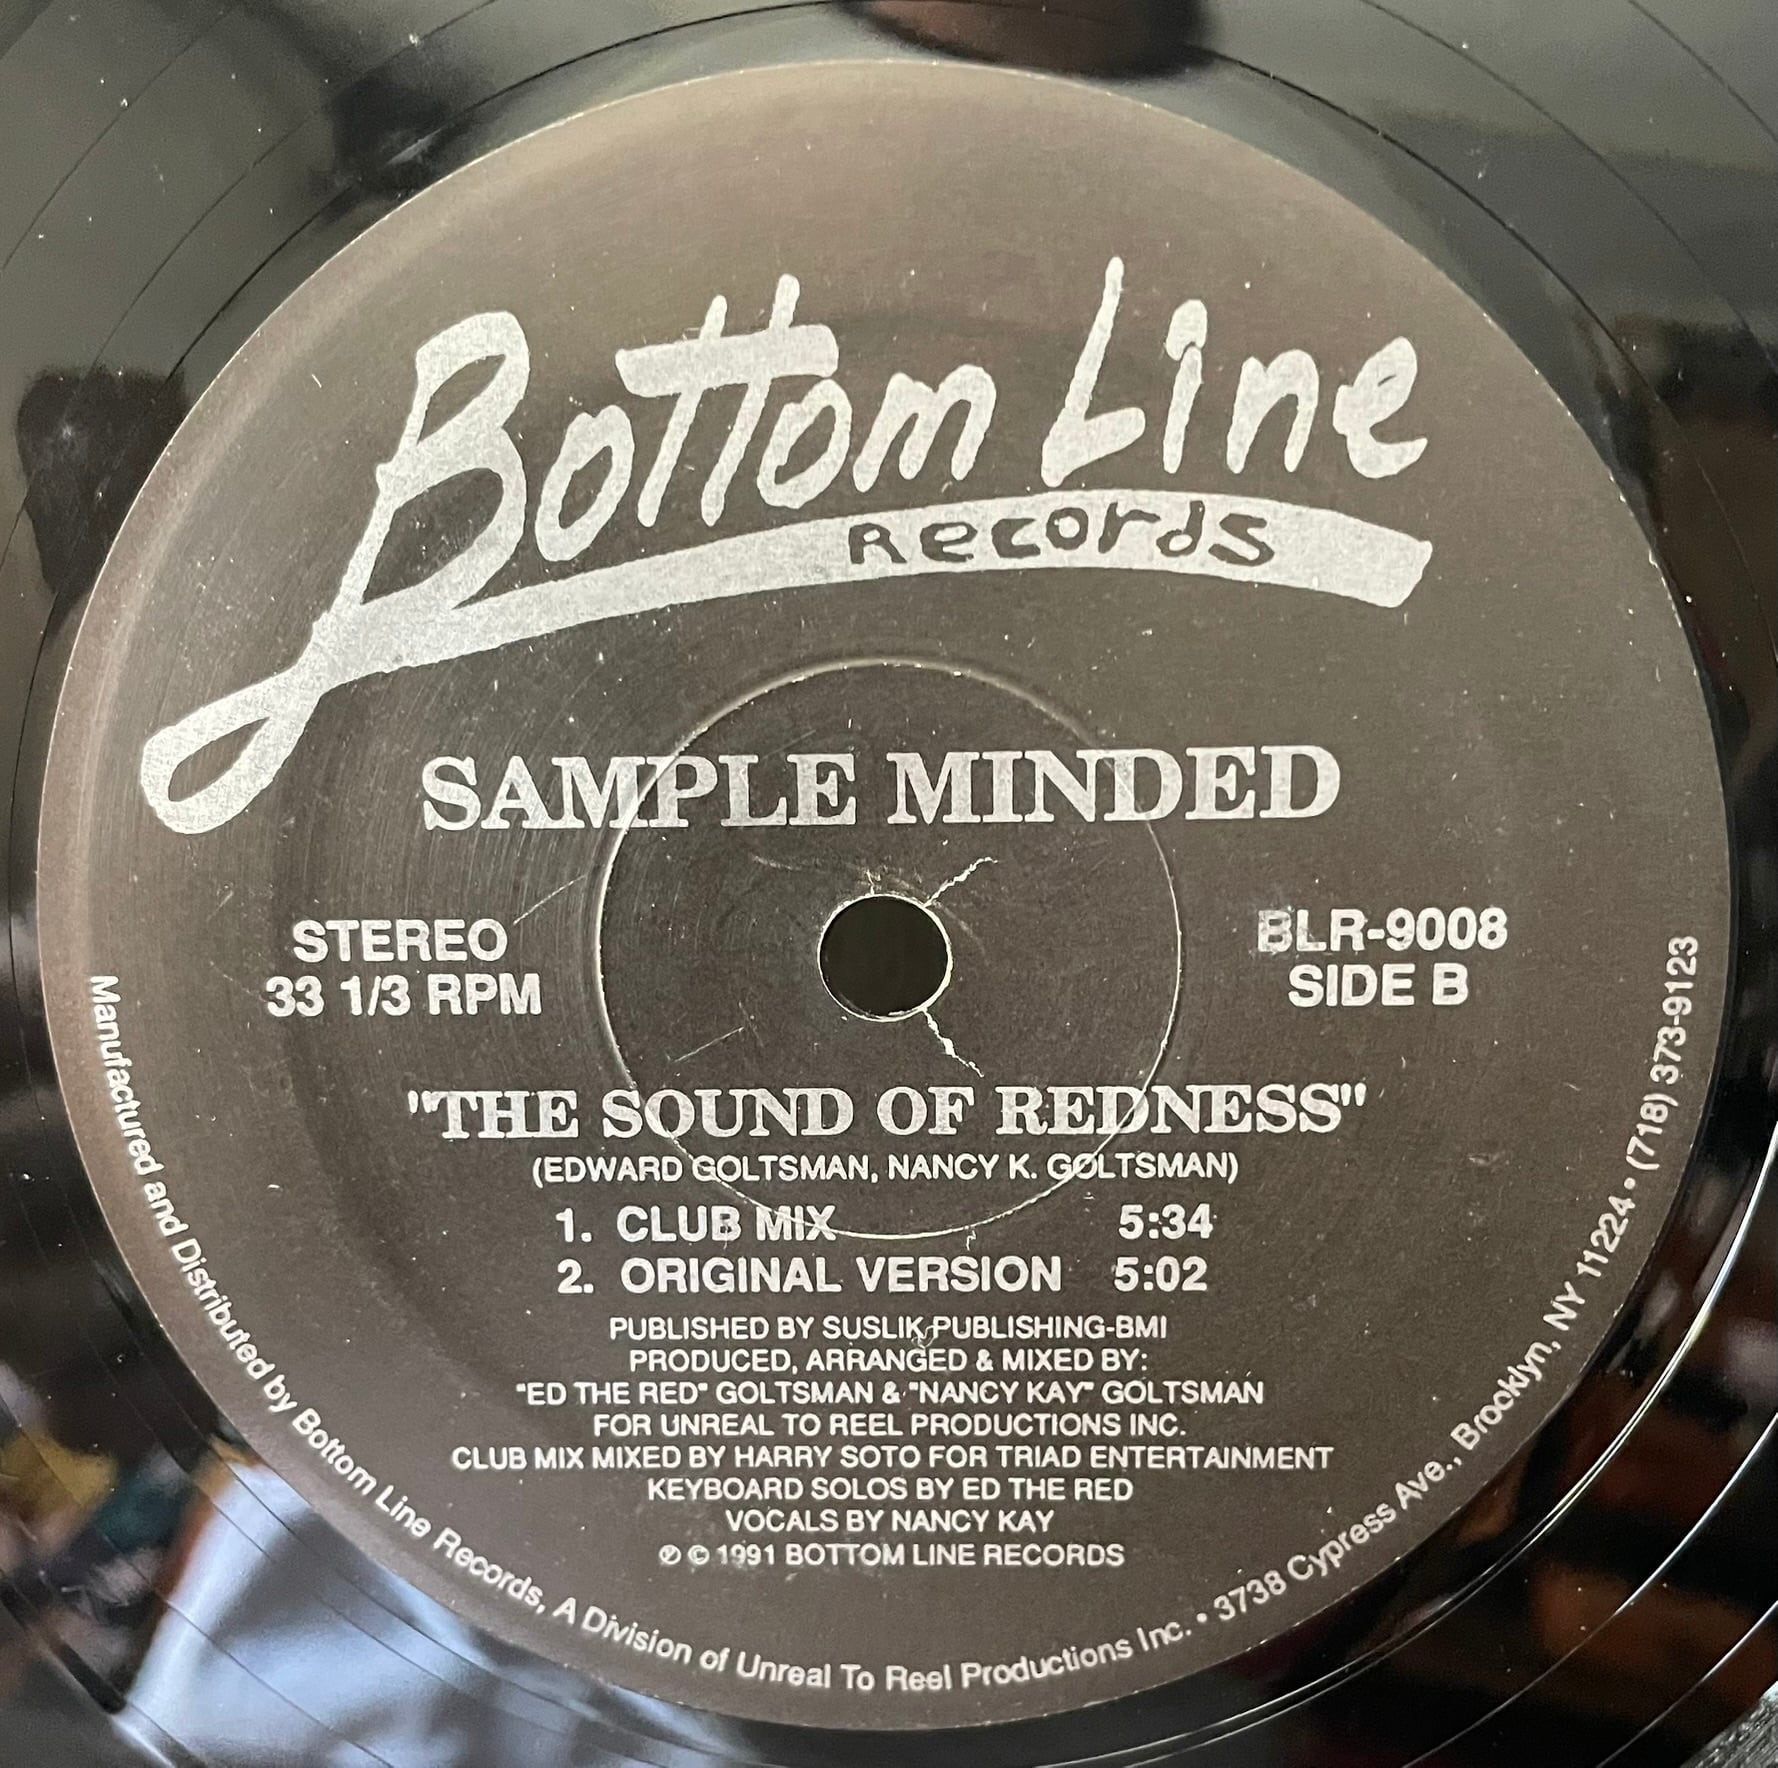 Bottom Line
Records
SAMPLE MINDED
STEREO
33 1/3 RPM
BLR-9008
SIDE B
"THE SOUND OF REDNESS"
(EDWARD GOLTSMAN, NANCY K. GOLTSMAN)
1. CLUB MIX 5:34
2. ORIGINAL VERSION 5:02
PUBLISHED BY SUSLIK PUBLISHING-BMI
PRODUCED, ARRANGED & MIXED BY:
"ED THE RED" GOLTSMAN & "NANCY KAY" GOLTSMAN
FOR UNREAL TO REEL PRODUCTIONS INC.
CLUB MIX MIXED BY HARRY SOTO FOR TRIAD ENTERTAINMENT
KEYBOARD SOLOS BY ED THE RED
VOCALS BY NANCY KAY
℗ © 1991 BOTTOM LINE RECORDS
Manufactured and Distributed by Bottom Line Records, A Division of Unreal To Reel Productions Inc. • 3738 Cypress Ave., Brooklyn, NY 11224 • (718) 373-9123